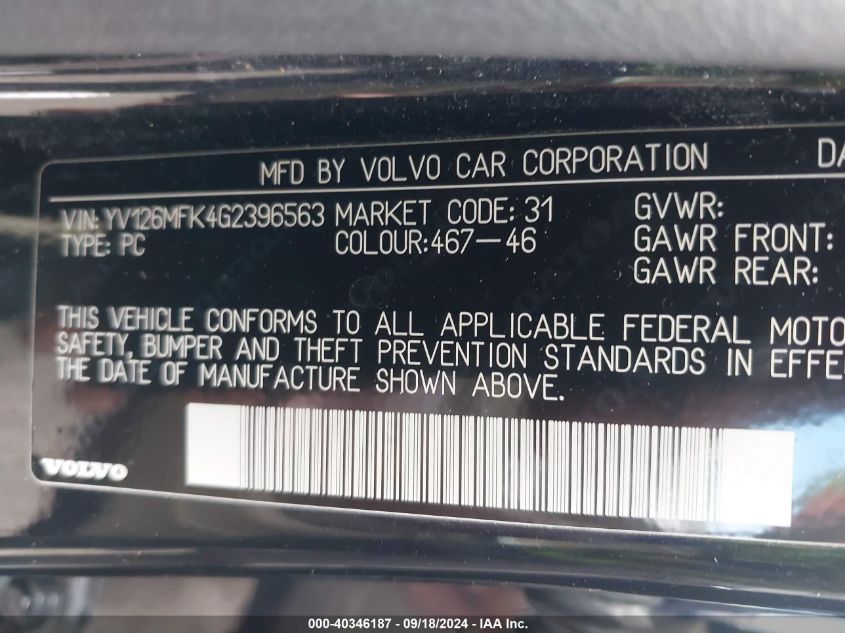 MFD BY VOLVO CAR CORPORATION
VIN: YV126MFK4G2396563 MARKET CODE: 31 GVWR:
TYPE: PC COLOUR:467-46 GAWR FRONT:
GAWR REAR:
THIS VEHICLE CONFORMS TO ALL APPLICABLE FEDERAL MOTO
SAFETY, BUMPER AND THEFT PREVENTION STANDARDS IN EFFE
THE DATE OF MANUFACTURE SHOWN ABOVE.
VOLVO
000-40346187 - 09/18/2024 - IAA Inc.